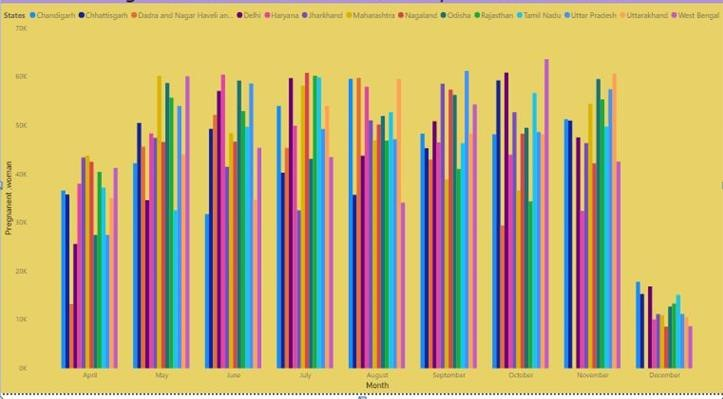 States Chandigarh Chhattisgarh Dadra and Nagar Haveli an... Delhi Haryana Jharkhand Maharashtra Nagaland Odisha Rajasthan Tamil Nadu Uttar Pradesh Uttarakhand West Bengal
70K
60K
50K
40K
30K
20K
10K
0K
Pregnanent woman
April May June July August September October November December
Month